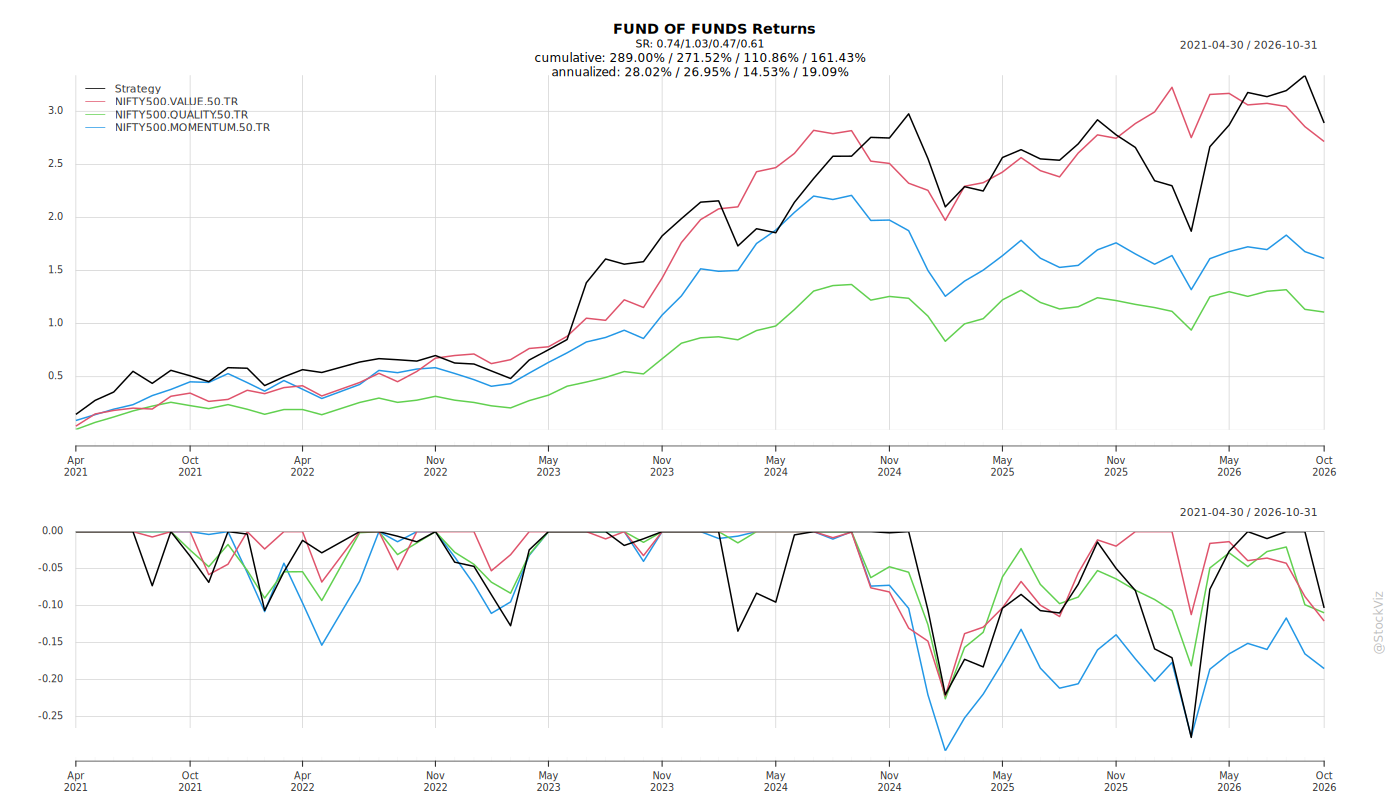 FUND OF FUNDS Returns
SR: 0.74/1.03/0.47/0.61
cumulative: 289.00% / 271.52% / 110.86% / 161.43%
annualized: 28.02% / 26.95% / 14.53% / 19.09%
2021-04-30 / 2026-10-31
Strategy
NIFTY500.VALUE.50.TR
NIFTY500.QUALITY50.TR
NIFTY500.MOMENTUM.50.TR
3.0
2.5
2.0
1.5
1.0
0.5
Apr Oct Apr Nov May Nov May Nov May Nov May Oct
2021 2021 2022 2022 2023 2023 2024 2024 2025 2025 2026 2026
2021-04-30 / 2026-10-31
0.00
-0.05
-0.10
-0.15
-0.20
-0.25
Apr Oct Apr Nov May Nov May Nov May Nov May Oct
2021 2021 2022 2022 2023 2023 2024 2024 2025 2025 2026 2026
@StockViz